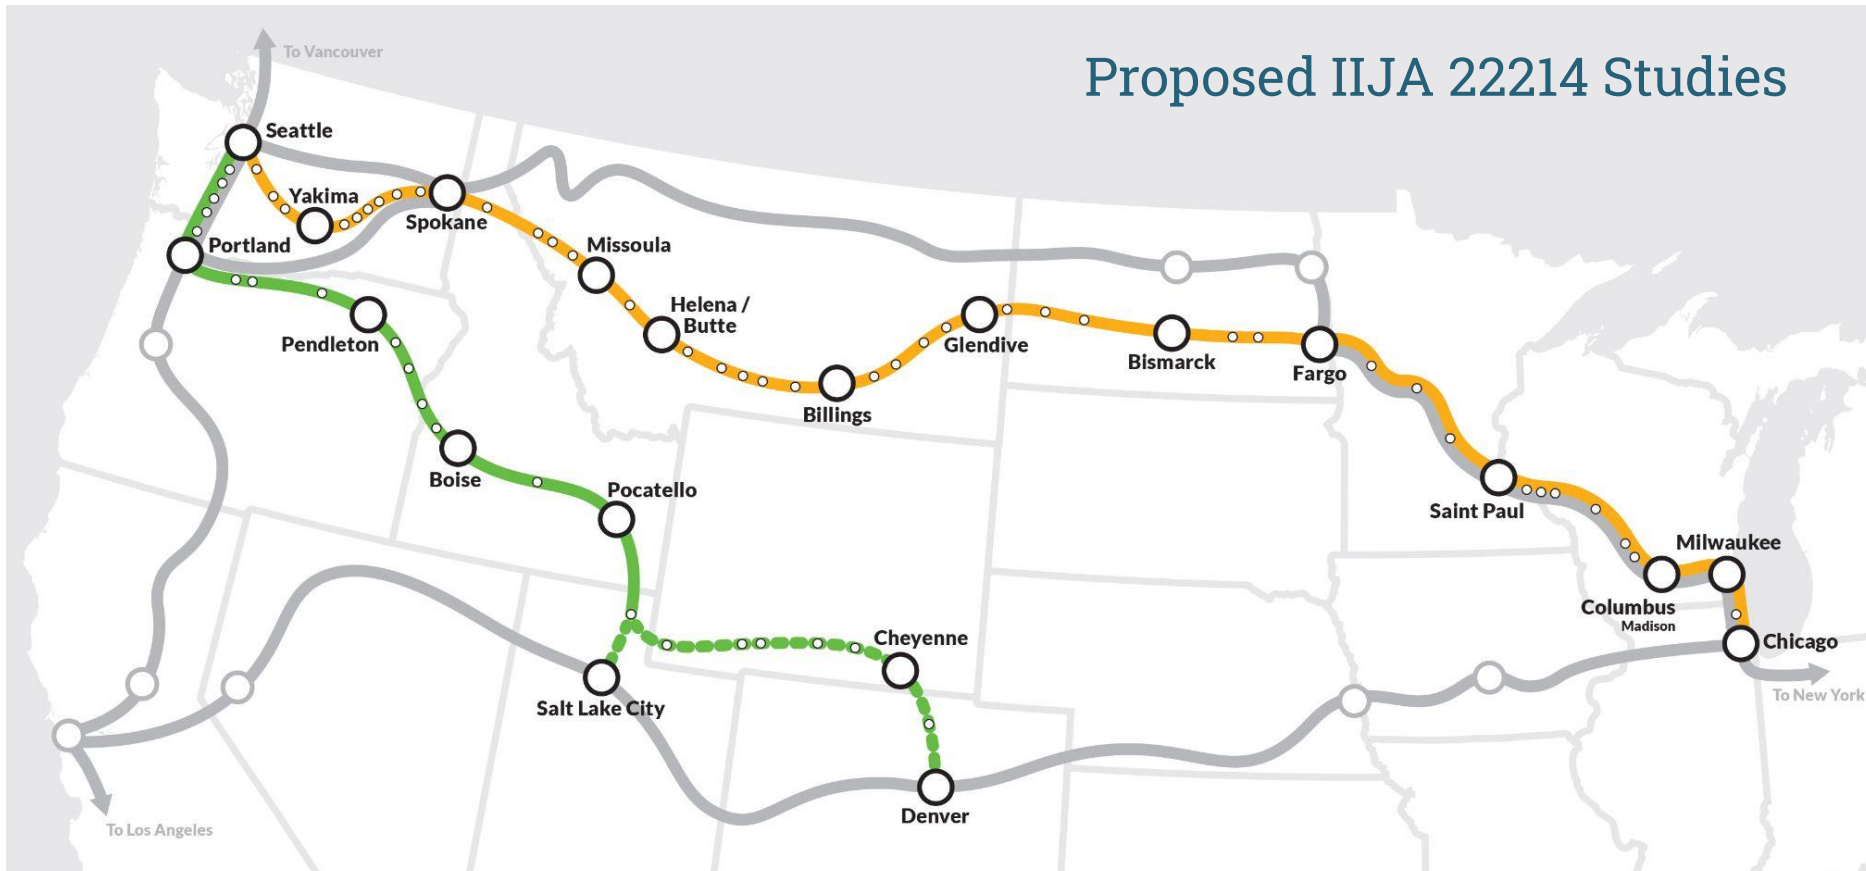 Proposed IIJA 22214 Studies
To Vancouver
Seattle
Yakima
Spokane
Portland
Missoula
Helena /
Butte
Pendleton
Glendive
Bismarck
Fargo
Billings
Boise
Pocatello
Saint Paul
Milwaukee
Columbus
Madison
Chicago
Cheyenne
To New York
Salt Lake City
Denver
To Los Angeles